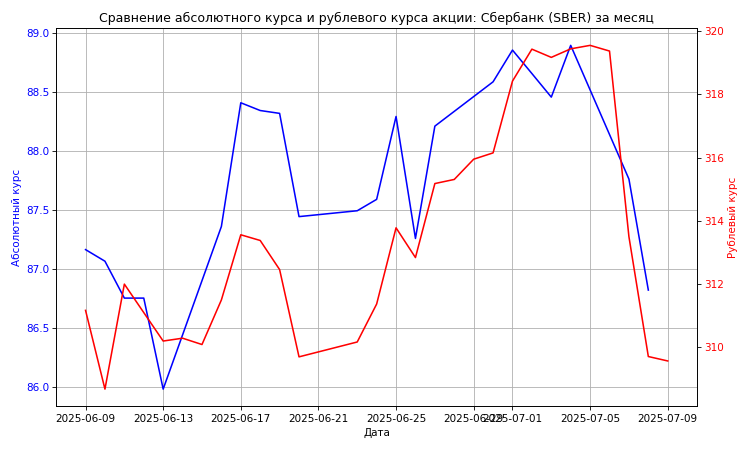 Сравнение абсолютного курса и рублевого курса акции: Сбербанк (SBER) за месяц
89.0
88.5
88.0
87.5
87.0
86.5
86.0
Абсолютный курс
320
318
316
314
312
310
Рублевый курс
2025-06-09 2025-06-13 2025-06-17 2025-06-21 2025-06-25 2025-06-29 2025-07-01 2025-07-05 2025-07-09
Дата